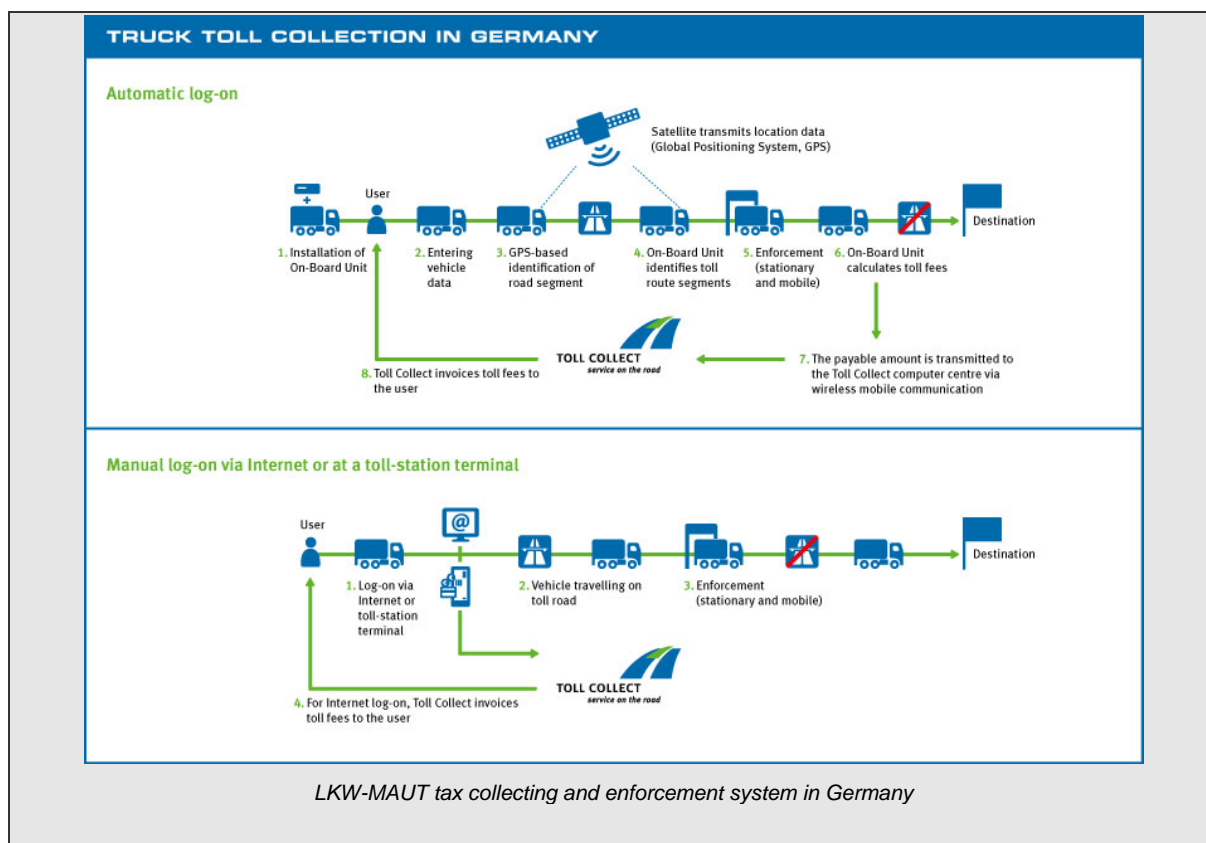 TRUCK TOLL COLLECTION IN GERMANY
Automatic log-on
Satellite transmits location data
(Global Positioning System, GPS)
User
Destination
1. Installation of
On-Board Unit
2. Entering
vehicle
data
3. GPS-based
identification of
road segment
4. On-Board Unit
identifies toll
route segments
5. Enforcement
(stationary
and mobile)
6. On-Board Unit
calculates toll fees
TOLL COLLECT
service on the road
7. The payable amount is transmitted to
the Toll Collect computer centre via
wireless mobile communication
8. Toll Collect invoices toll fees to
the user
Manual log-on via Internet or at a toll-station terminal
User
@
Destination
1. Log-on via
Internet or
toll-station
terminal
2. Vehicle travelling on
toll road
3. Enforcement
(stationary and mobile)
TOLL COLLECT
service on the road
4. For Internet log-on, Toll Collect invoices
toll fees to the user
LKW-MAUT tax collecting and enforcement system in Germany